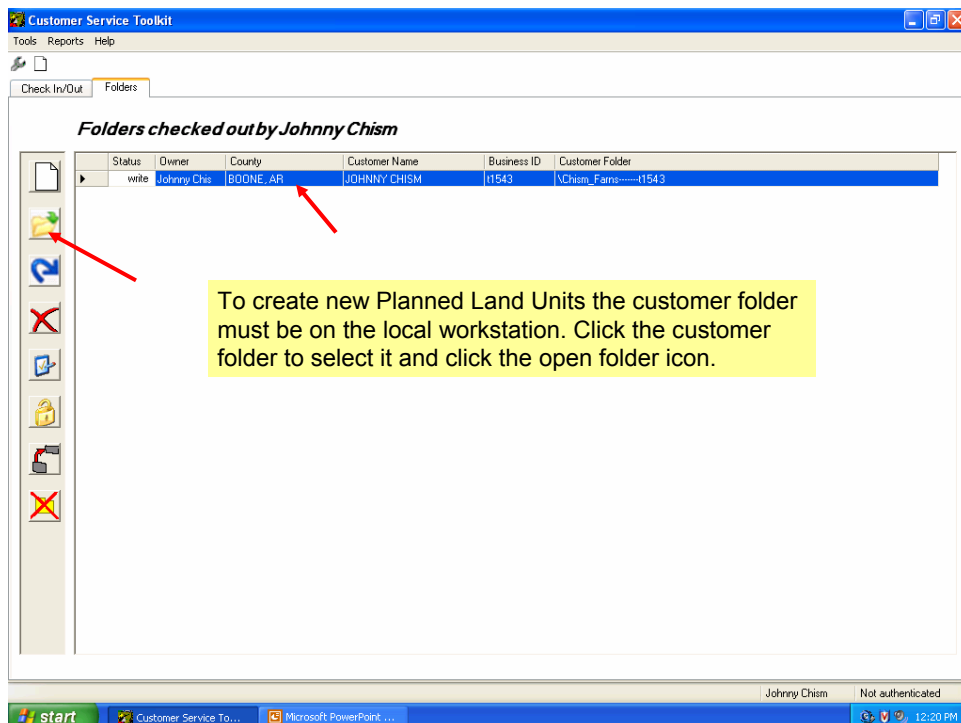 Customer Service Toolkit
Tools Reports Help
Check In/Out Folders
Folders checked out by Johnny Chism
Status Owner County Customer Name Business ID Customer Folder
write Johnny Chis BOONE, AR JOHNNY CHISM t1543 \Chism_Farns-------t1543
To create new Planned Land Units the customer folder
must be on the local workstation. Click the customer
folder to select it and click the open folder icon.
Johnny Chism Not authenticated
start Customer Service To... Microsoft PowerPoint ... 12:20 PM